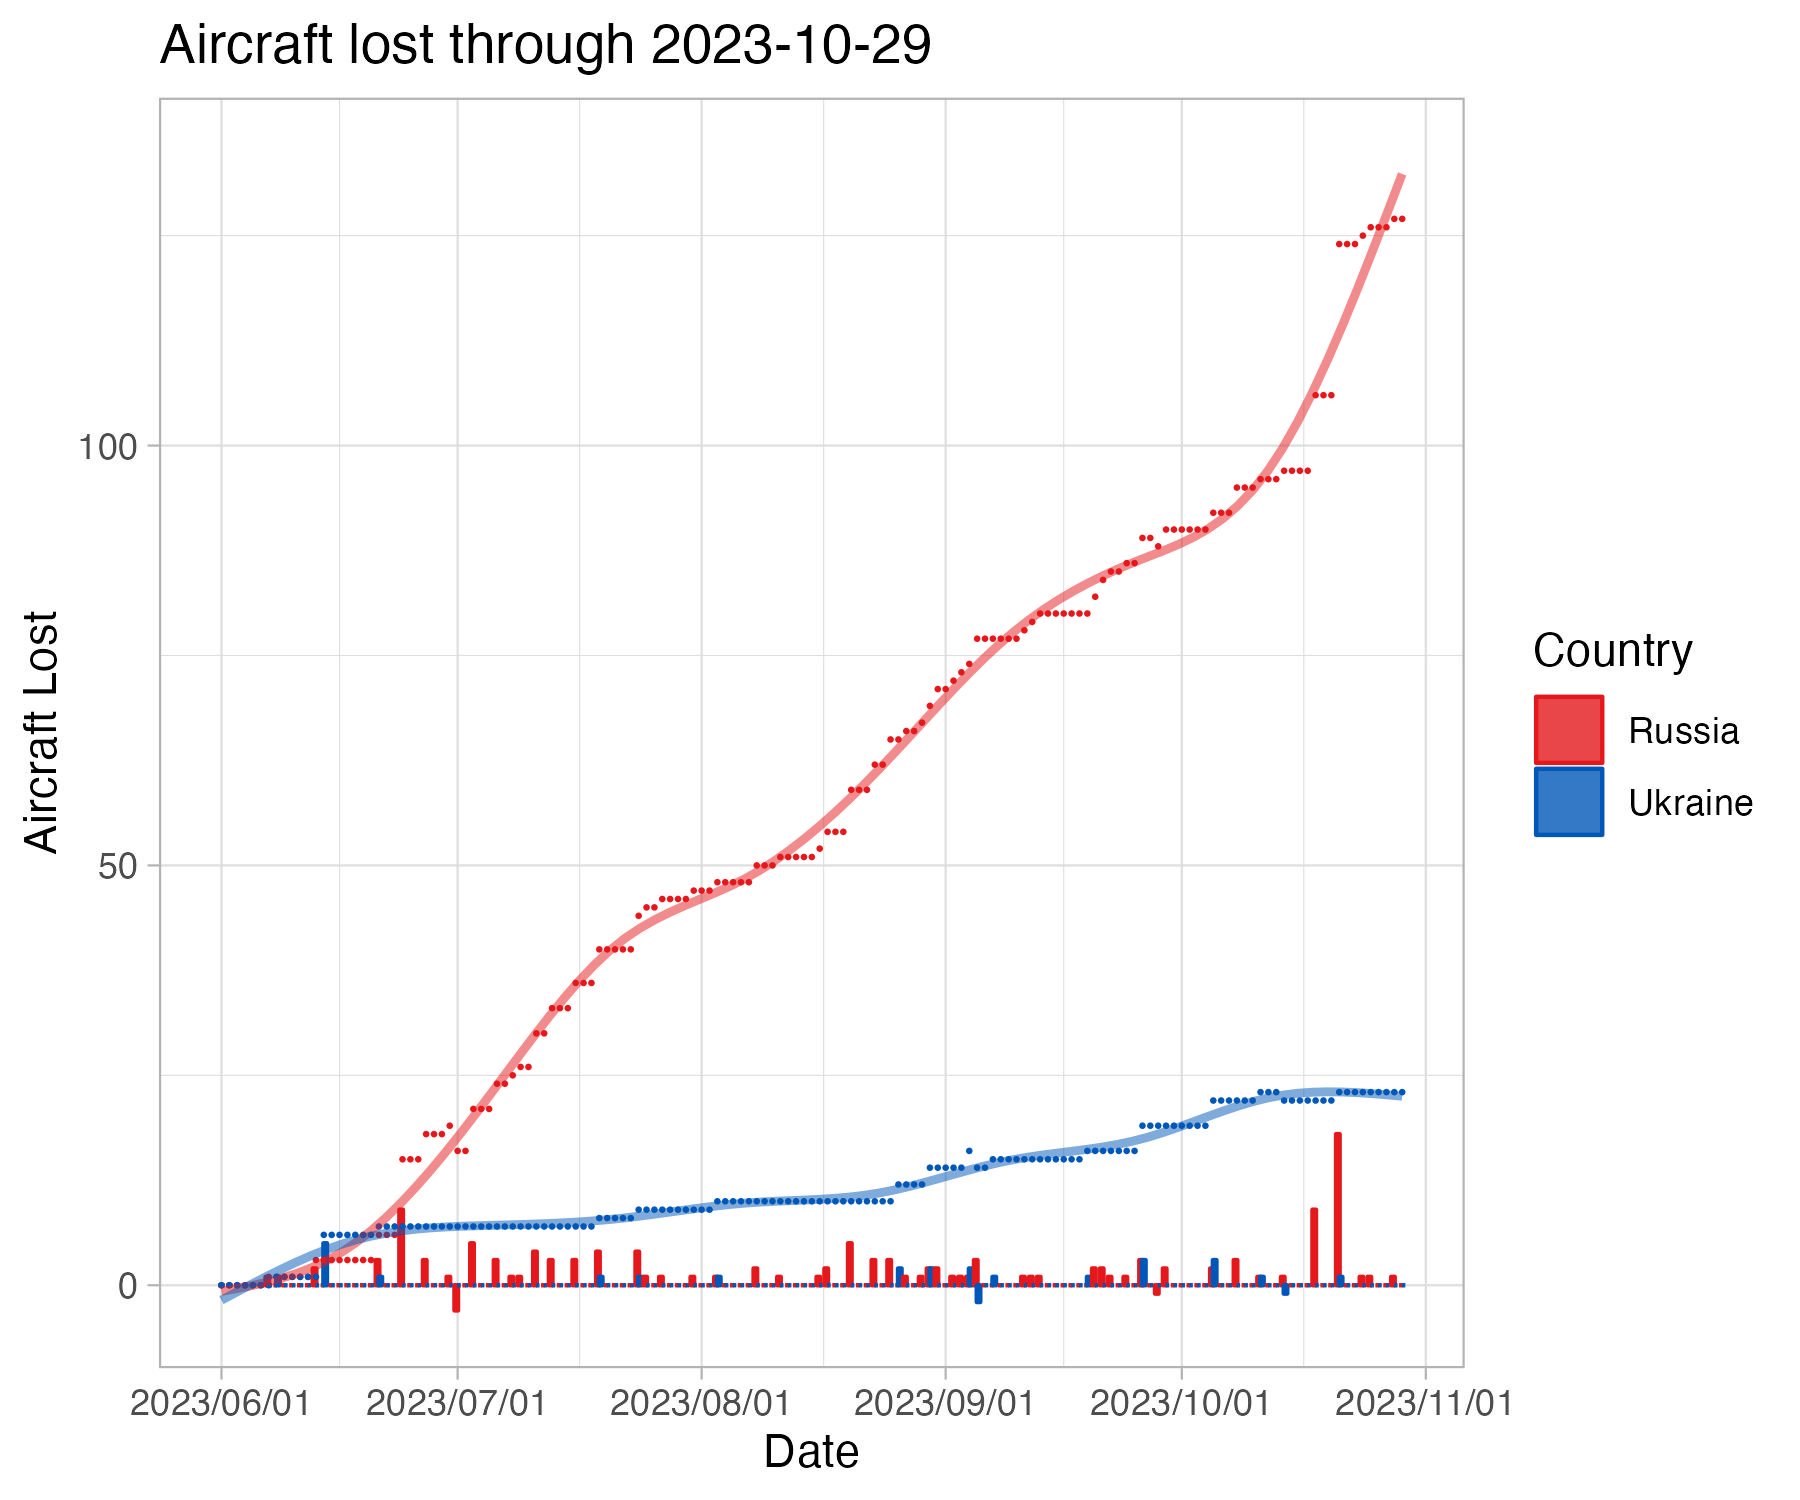 Aircraft lost through 2023-10-29
Aircraft Lost
100
50
0
2023/06/01 2023/07/01 2023/08/01 2023/09/01 2023/10/01 2023/11/01
Date
Country
Russia
Ukraine